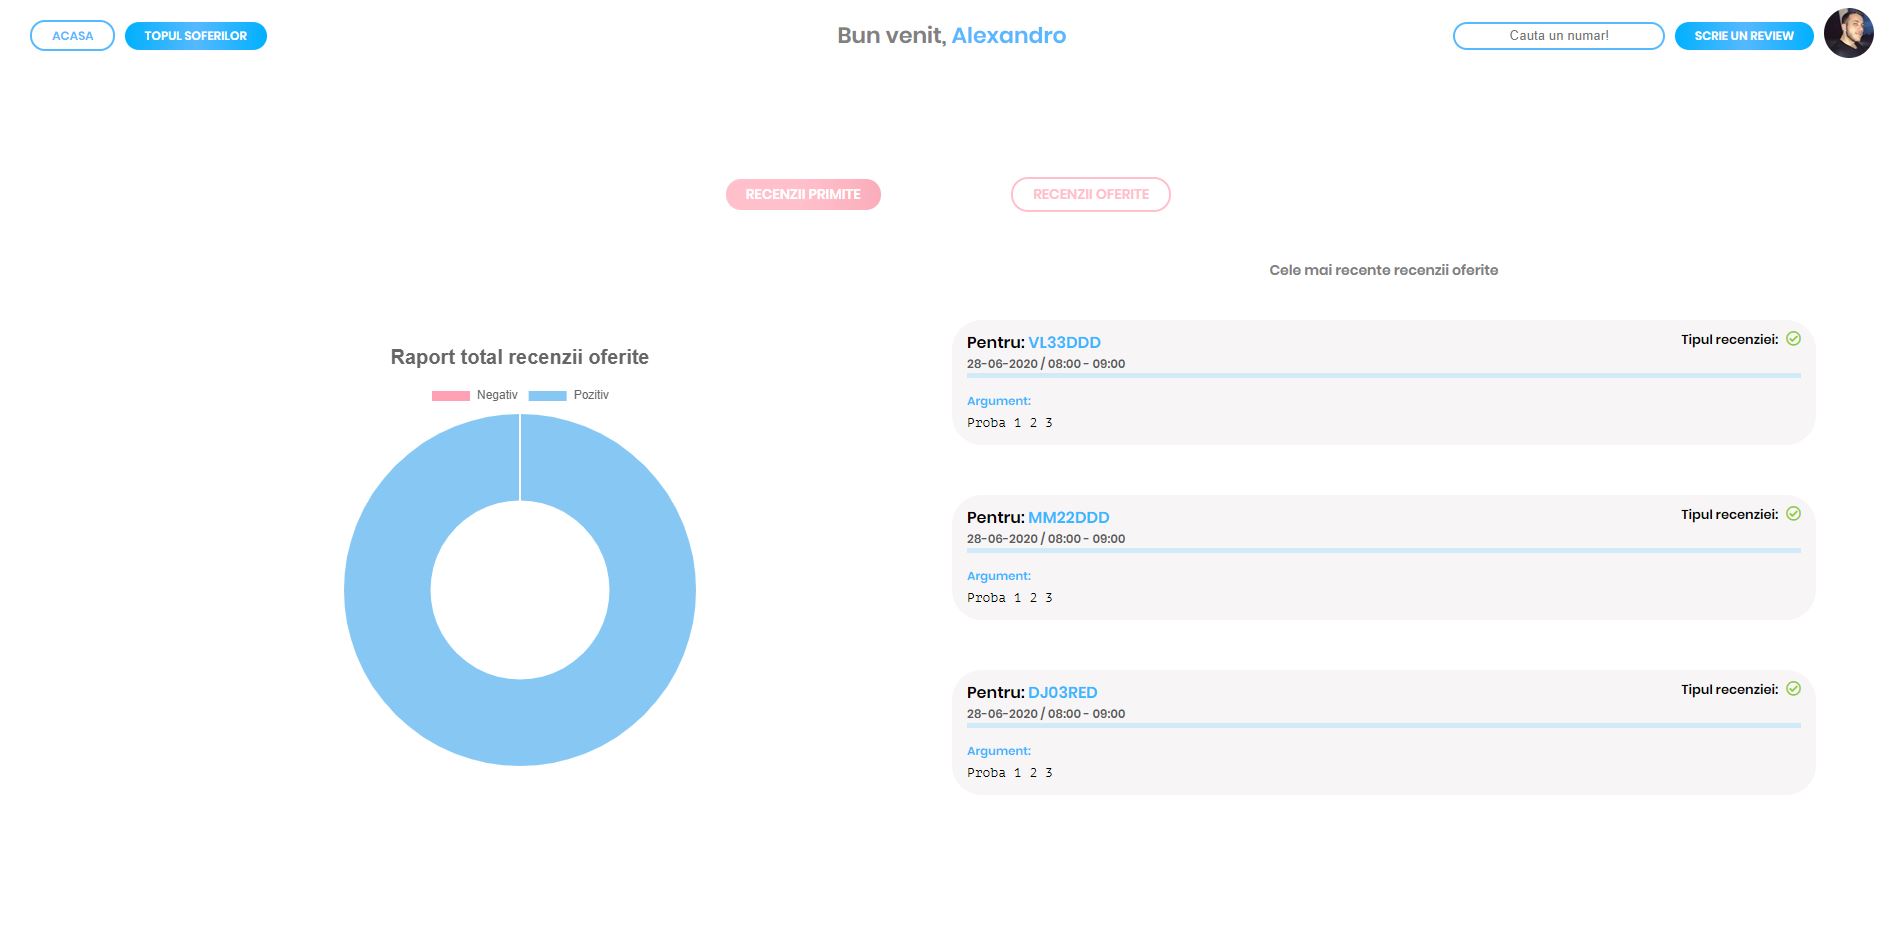 ACASA TOPUL SOFERILOR Bun venit, Alexandro Cauta un numar! SCRIE UN REVIEW
RECENZII PRIMITE RECENZII OFERITE
Raport total recenzii oferite
Negativ Pozitiv
Cele mai recente recenzii oferite
Pentru: VL33DDD Tipul recenziei:
28-06-2020 / 08:00 - 09:00
Argument:
Proba 1 2 3
Pentru: MM22DDD Tipul recenziei:
28-06-2020 / 08:00 - 09:00
Argument:
Proba 1 2 3
Pentru: DJ03RED Tipul recenziei:
28-06-2020 / 08:00 - 09:00
Argument:
Proba 1 2 3